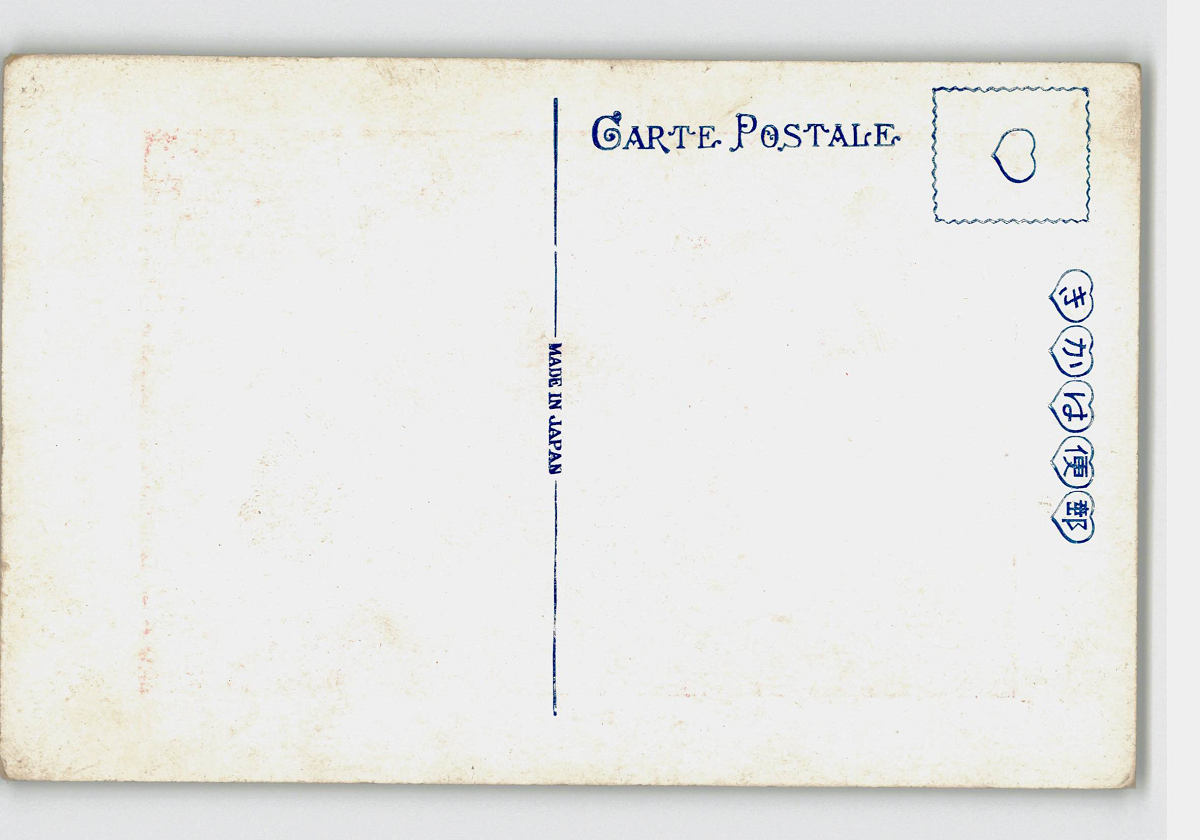 CARTE POSTALE
MADE IN JAPAN
きかは便郵